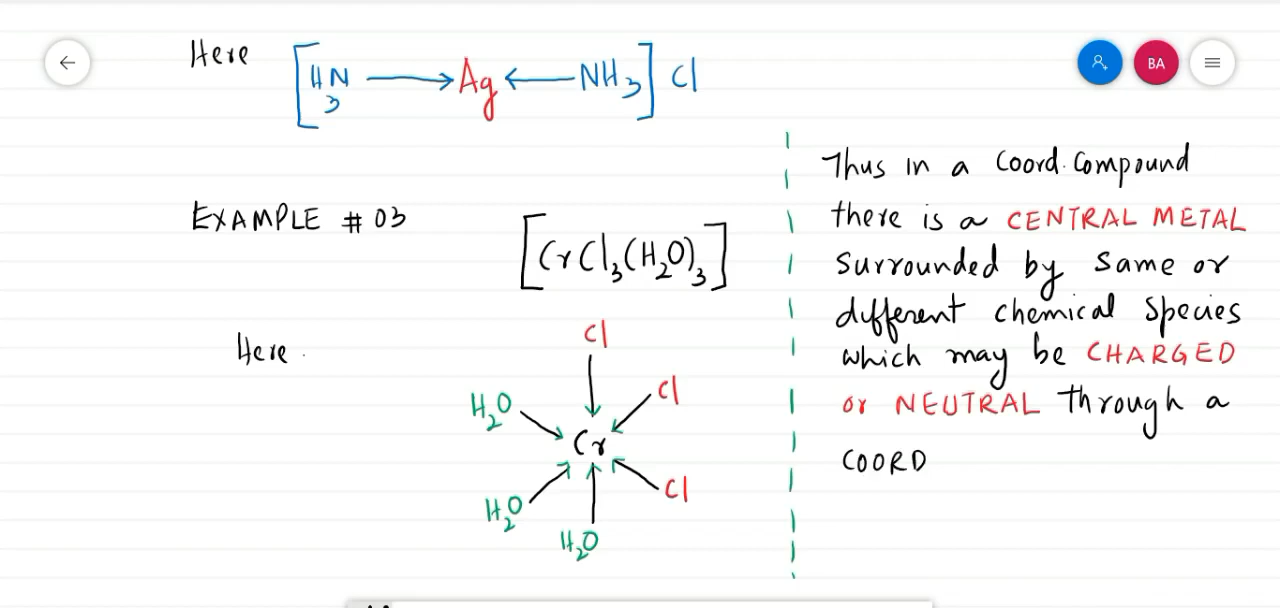 Here [H₃N → Ag ← NH₃] Cl
BA
EXAMPLE # 03 [CrCl₃(H₂O)₃]
Here
Cl
Cl
H₂O
Cr
Cl
H₂O
H₂O
Thus in a Coord. Compound
there is a CENTRAL METAL
Surrounded by Same or
different chemical Species
which may be CHARGED
or NEUTRAL through a
COORD